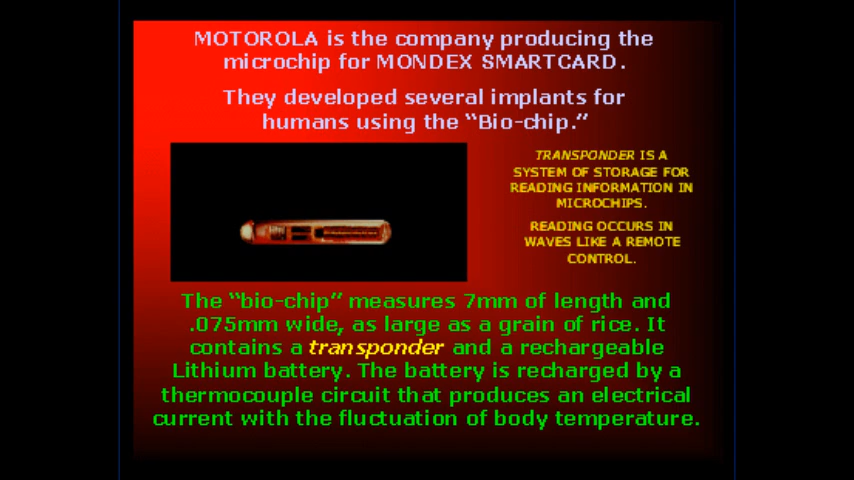 MOTOROLA is the company producing the
microchip for MONDEX SMARTCARD.
They developed several implants for
humans using the “Bio-chip.”
TRANSPONDER IS A
SYSTEM OF STORAGE FOR
READING INFORMATION IN
MICROCHIPS.
READING OCCURS IN
WAVES LIKE A REMOTE
CONTROL.
The “bio-chip” measures 7mm of length and
.075mm wide, as large as a grain of rice. It
contains a transponder and a rechargeable
Lithium battery. The battery is recharged by a
thermocouple circuit that produces an electrical
current with the fluctuation of body temperature.